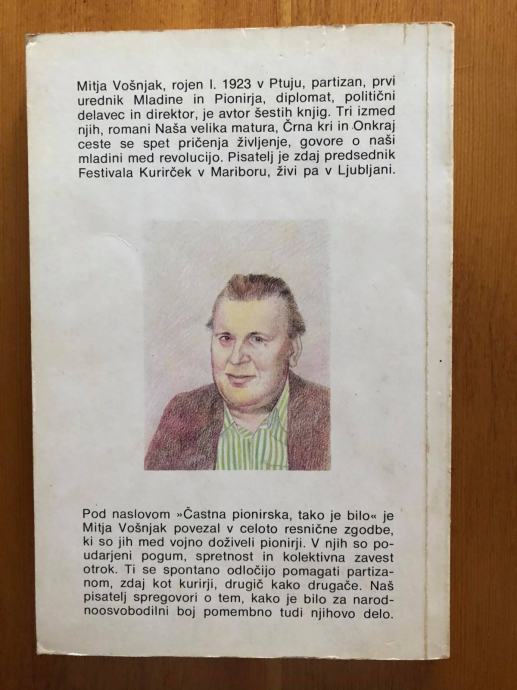 Mitja Vošnjak, rojen l. 1923 v Ptuju, partizan, prvi
urednik Mladine in Pionirja, diplomat, politični
delavec in direktor, je avtor šestih knjig. Tri izmed
njih, romani Naša velika matura, Črna kri in Onkraj
ceste se spet pričenja življenje, govore o naši
mladini med revolucijo. Pisatelj je zdaj predsednik
Festivala Kurirček v Mariboru, živi pa v Ljubljani.
Pod naslovom »Častna pionirska, tako je bilo« je
Mitja Vošnjak povezal v celoto resnične zgodbe,
ki so jih med vojno doživeli pionirji. V njih so po-
udarjeni pogum, spretnost in kolektivna zavest
otrok. Ti se spontano odločijo pomagati partiza-
nom, zdaj kot kurirji, drugič kako drugače. Naš
pisatelj spregovori o tem, kako je bilo za narod-
noosvobodilni boj pomembno tudi njihovo delo.